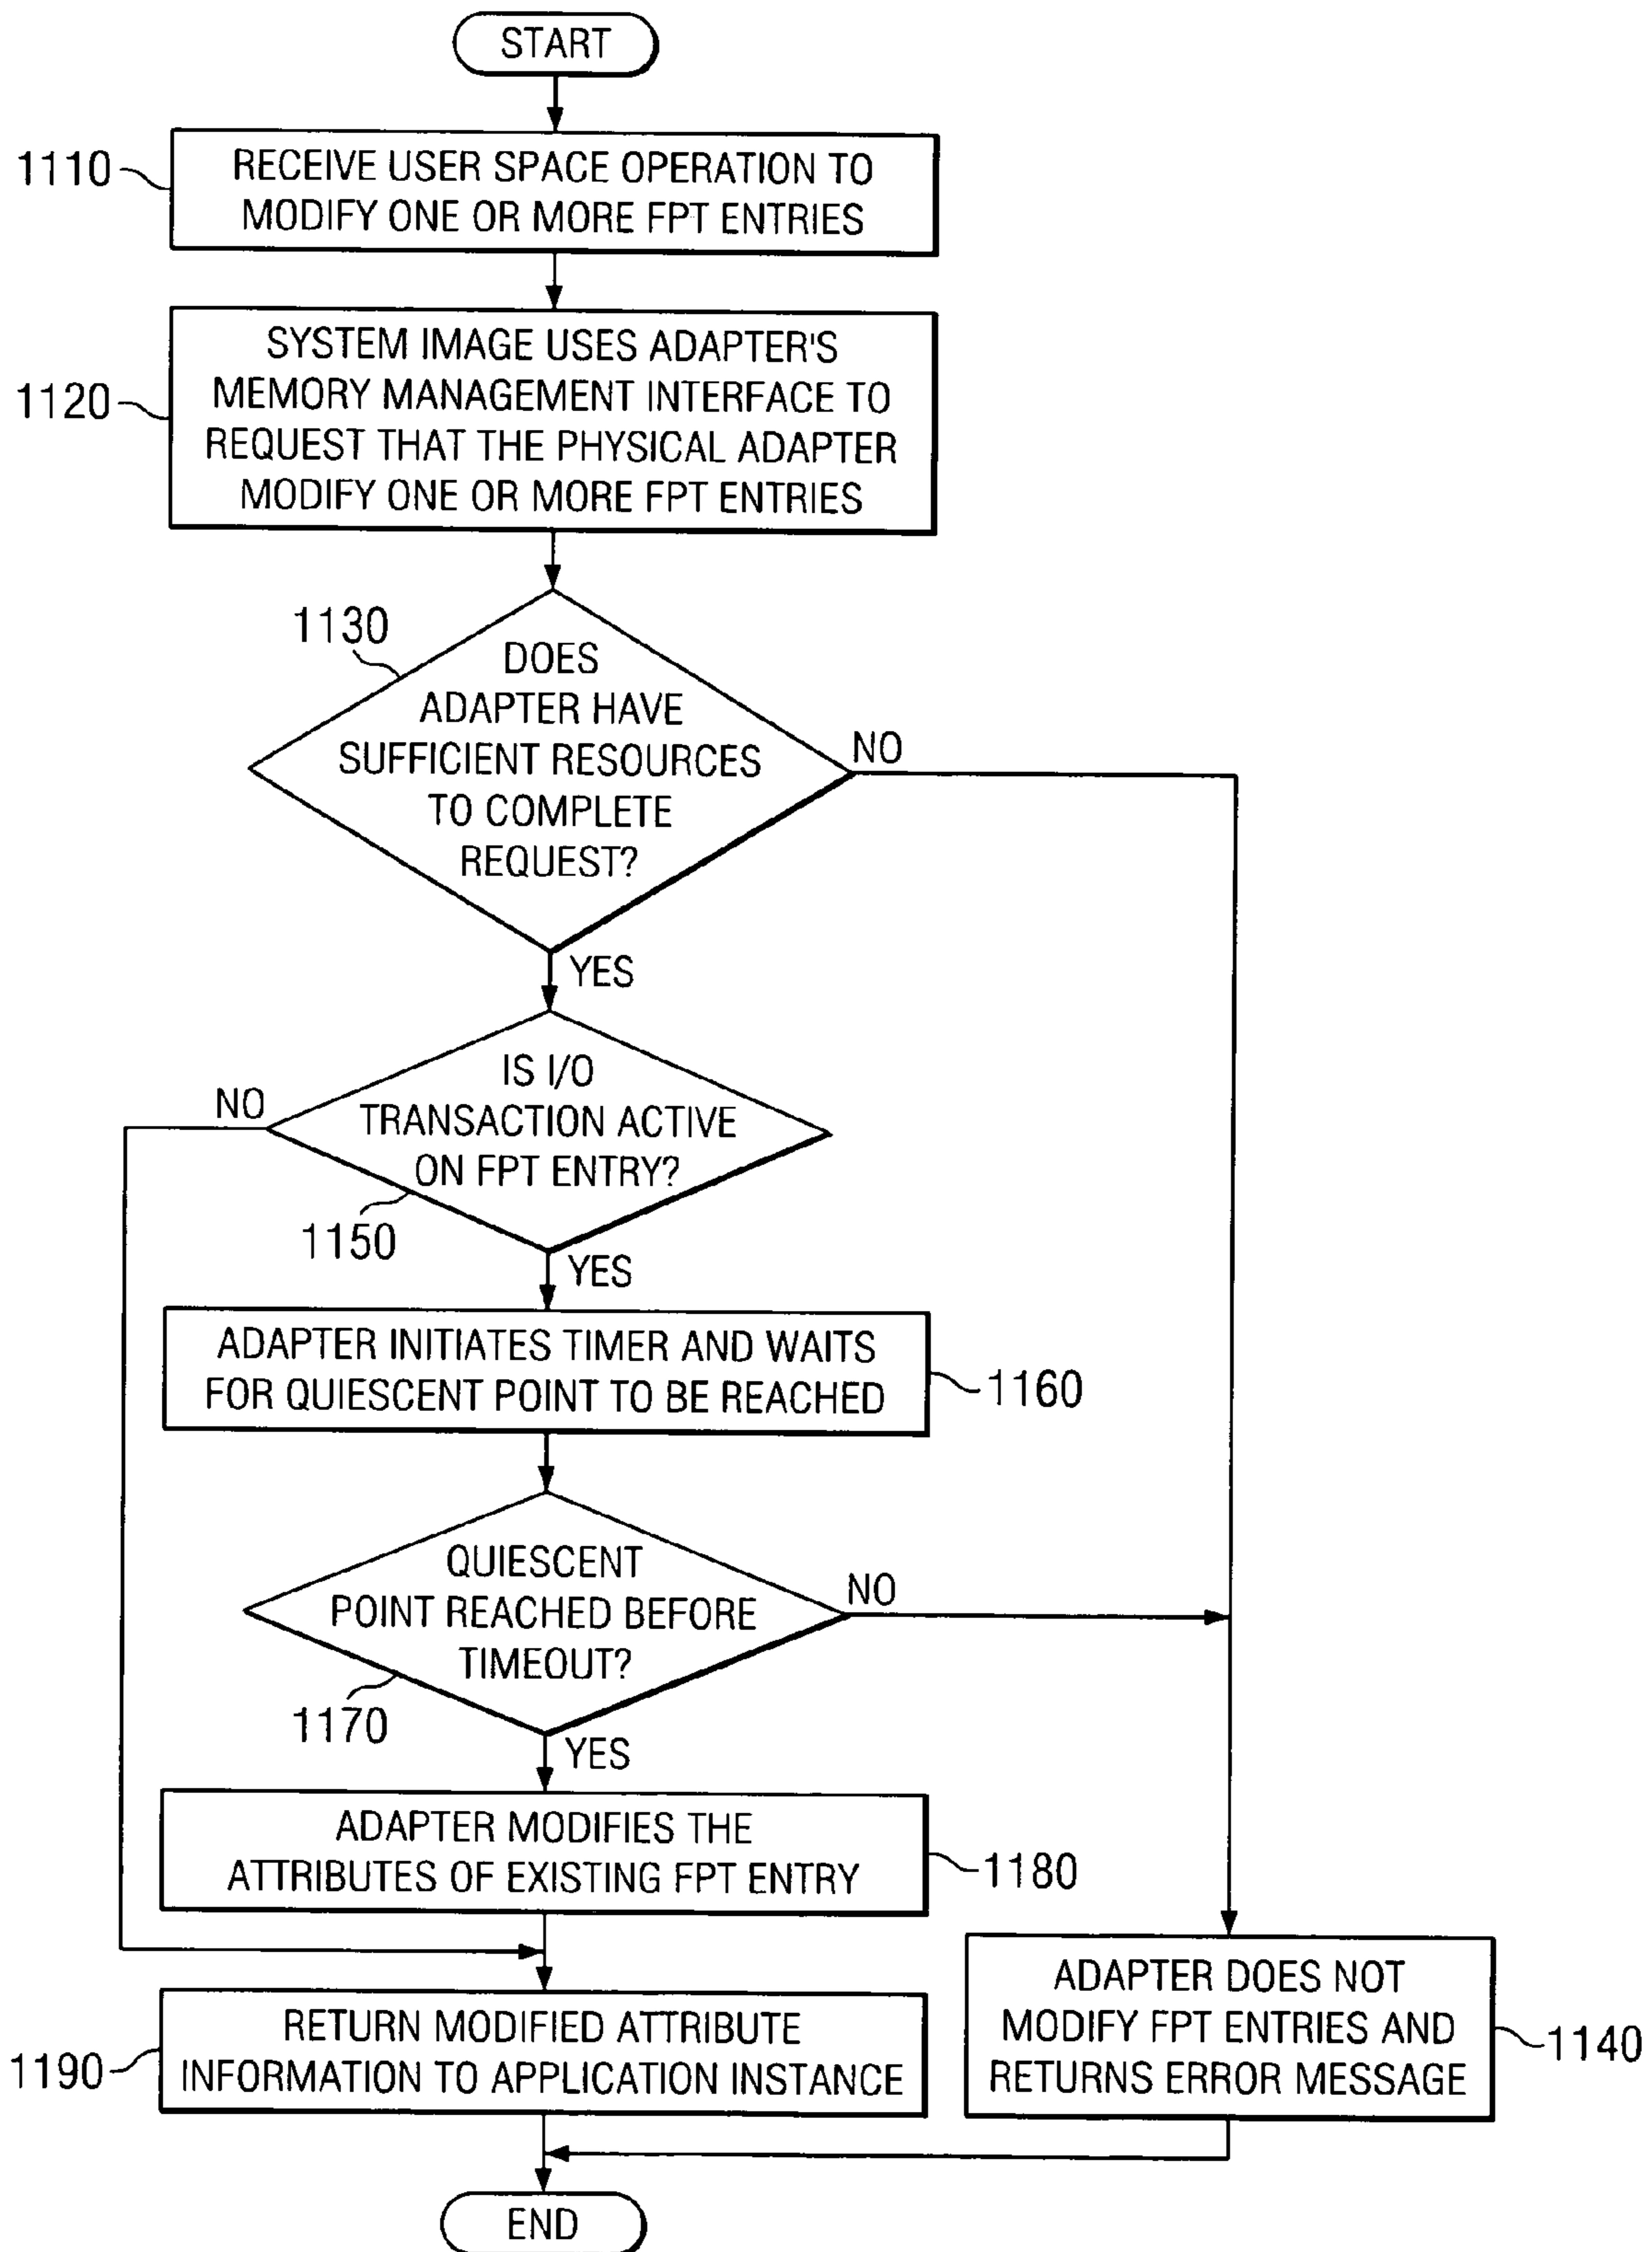 START
1110
RECEIVE USER SPACE OPERATION TO
MODIFY ONE OR MORE FPT ENTRIES
1120
SYSTEM IMAGE USES ADAPTER'S
MEMORY MANAGEMENT INTERFACE TO
REQUEST THAT THE PHYSICAL ADAPTER
MODIFY ONE OR MORE FPT ENTRIES
1130
DOES
ADAPTER HAVE
SUFFICIENT RESOURCES
TO COMPLETE
REQUEST?
NO
YES
IS I/O
TRANSACTION ACTIVE
ON FPT ENTRY?
NO
1150
YES
ADAPTER INITIATES TIMER AND WAITS
FOR QUIESCENT POINT TO BE REACHED
1160
QUIESCENT
POINT REACHED BEFORE
TIMEOUT?
NO
1170
YES
ADAPTER MODIFIES THE
ATTRIBUTES OF EXISTING FPT ENTRY
1180
RETURN MODIFIED ATTRIBUTE
INFORMATION TO APPLICATION INSTANCE
1190
ADAPTER DOES NOT
MODIFY FPT ENTRIES AND
RETURNS ERROR MESSAGE
1140
END